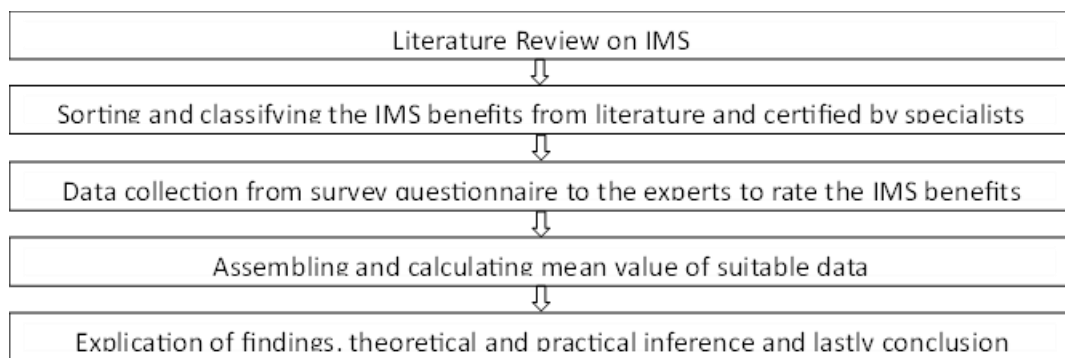 Literature Review on IMS
Sorting and classifying the IMS benefits from literature and certified by specialists
Data collection from survey questionnaire to the experts to rate the IMS benefits
Assembling and calculating mean value of suitable data
Explication of findings, theoretical and practical inference and lastly conclusion